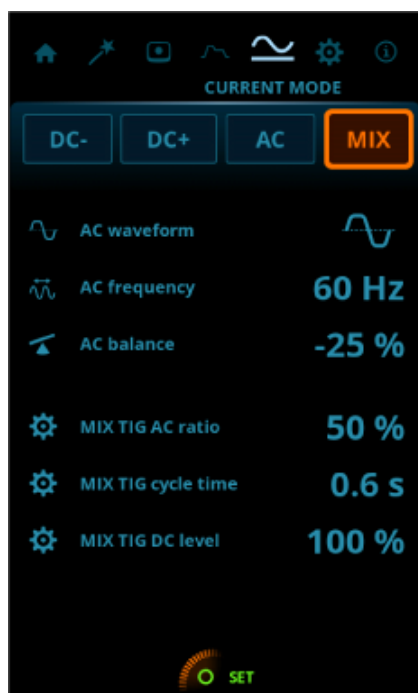 CURRENT MODE
DC- DC+ AC MIX
AC waveform
AC frequency 60 Hz
AC balance -25 %
MIX TIG AC ratio 50 %
MIX TIG cycle time 0.6 s
MIX TIG DC level 100 %
SET